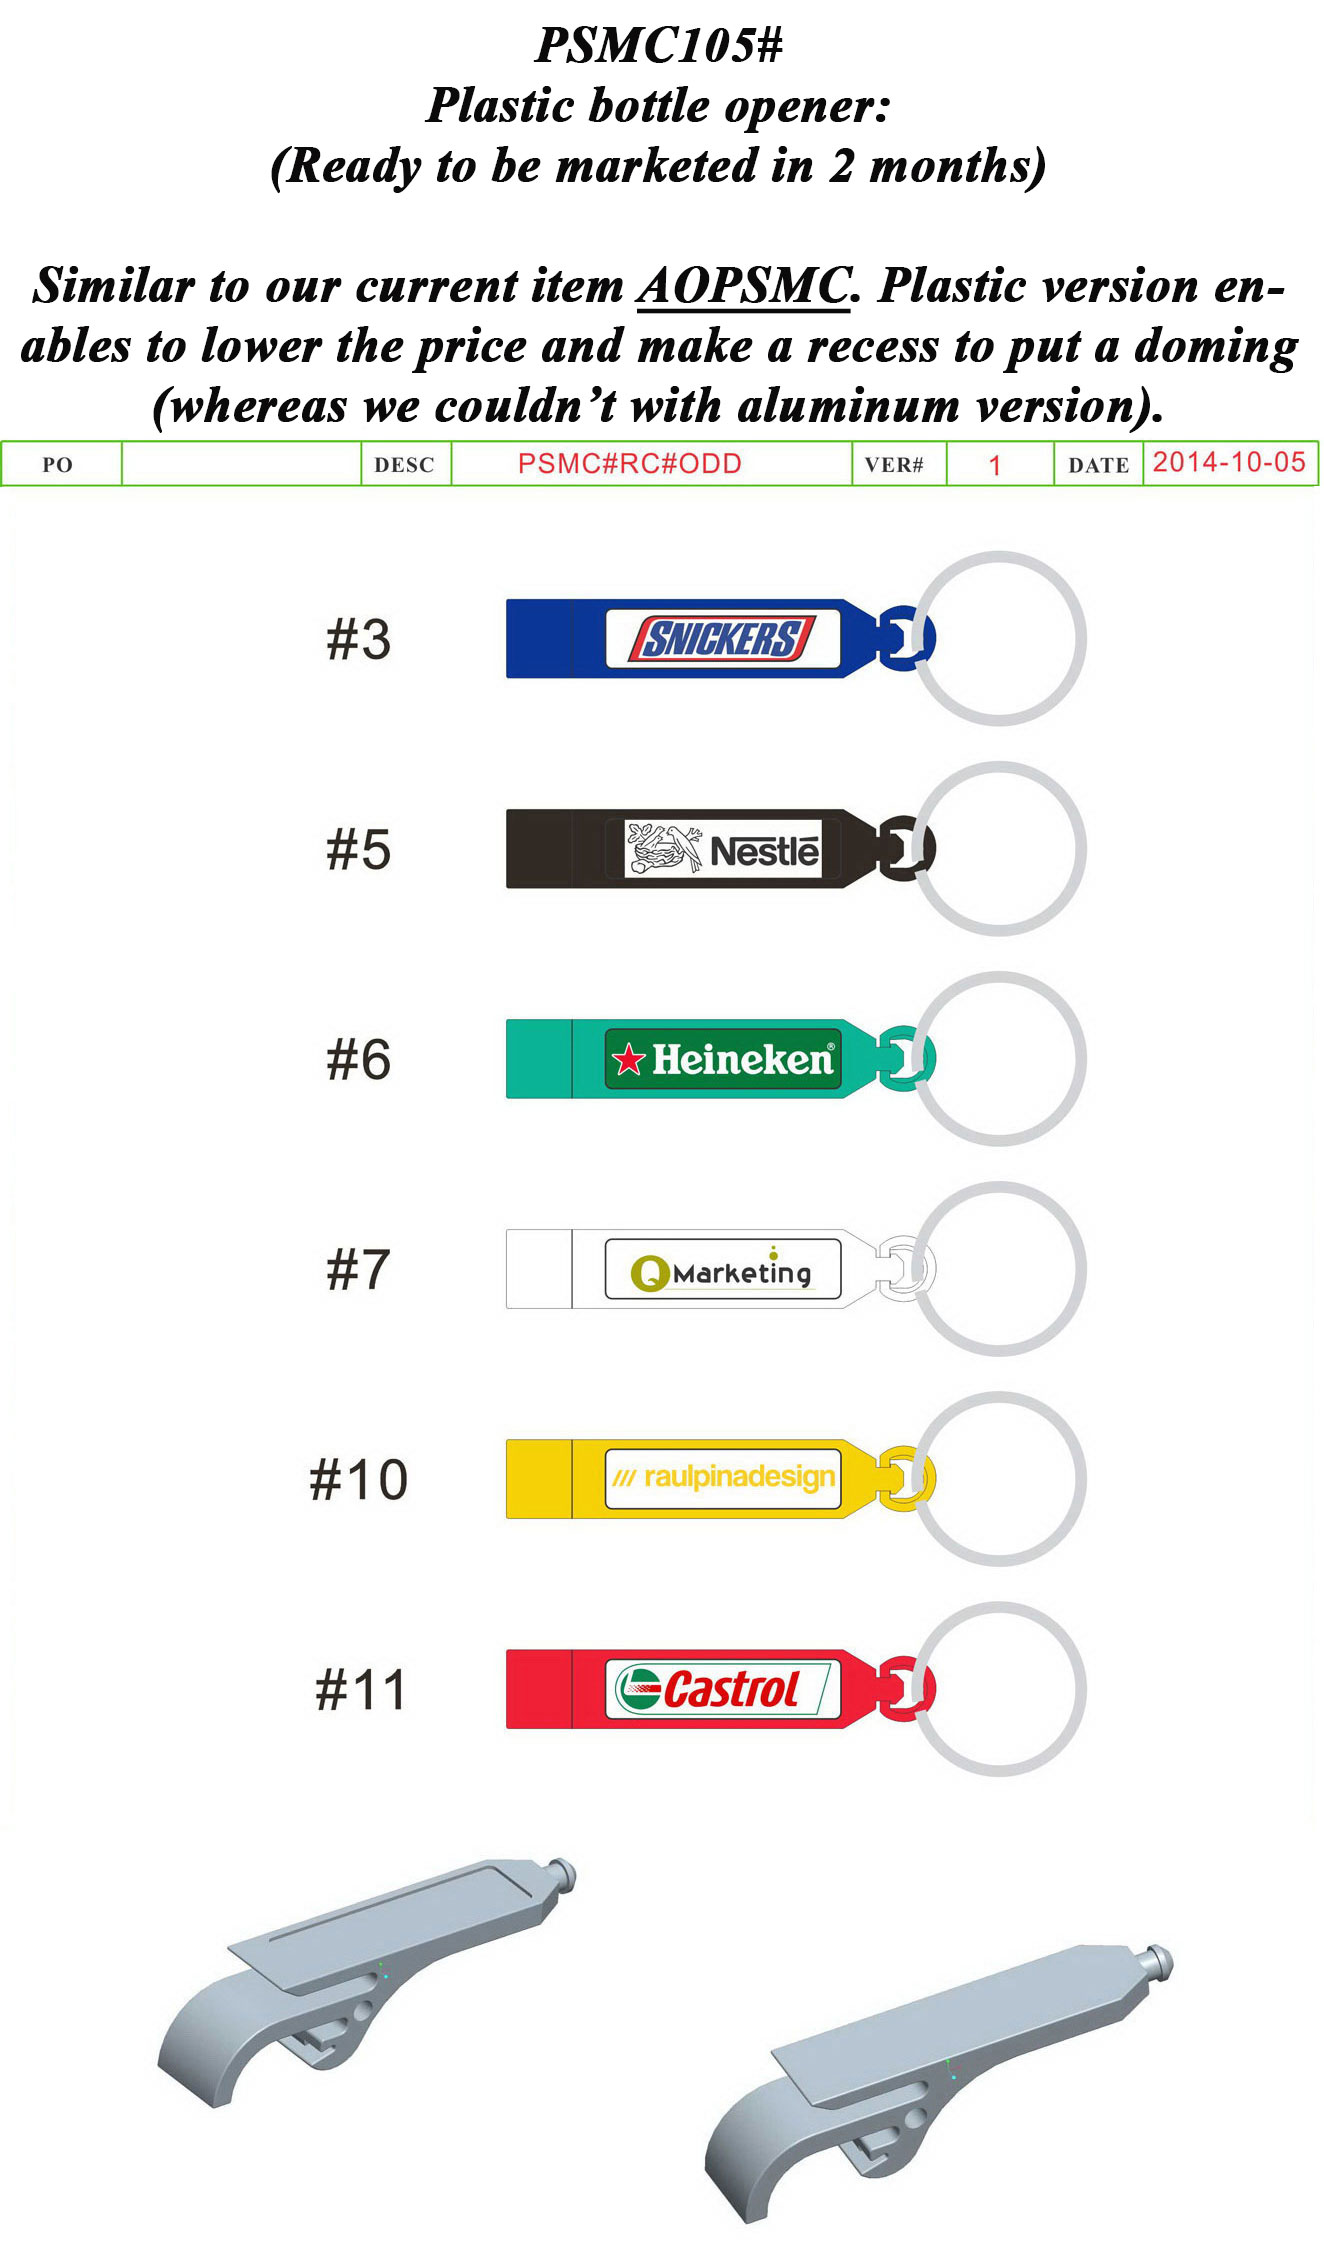 PSMC105#
Plastic bottle opener:
(Ready to be marketed in 2 months)
Similar to our current item AOPSMC. Plastic version en-
ables to lower the price and make a recess to put a doming
(whereas we couldn't with aluminum version).
PO DESC PSMC#RC#ODD VER# 1 DATE 2014-10-05
#3 SNICKERS
#5 Nestlé
#6 Heineken®
#7 Q Marketing
#10 /// raulpinadesign
#11 Castrol